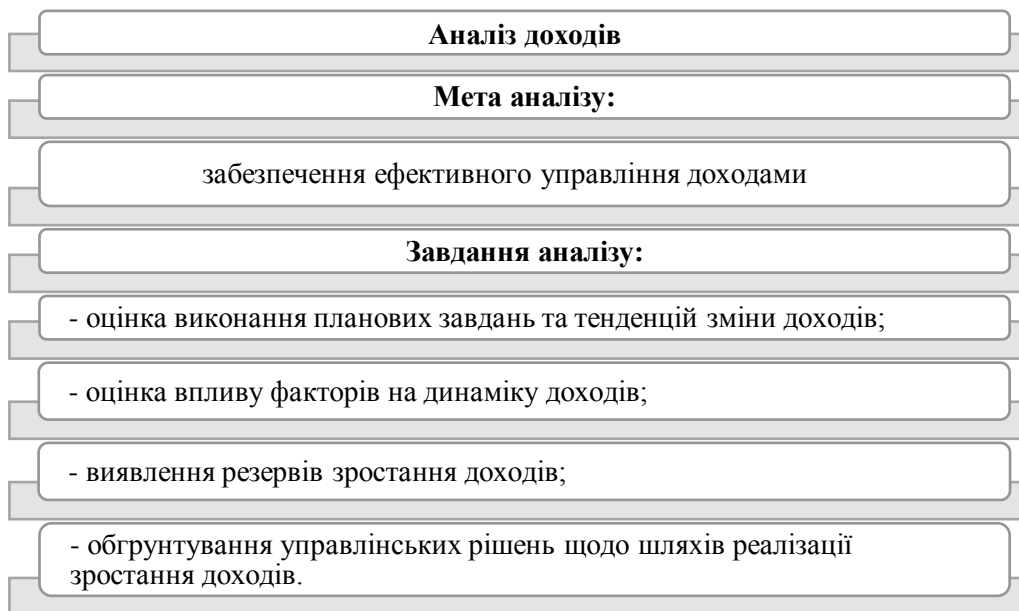 Аналіз доходів
Мета аналізу:
забезпечення ефективного управління доходами
Завдання аналізу:
- оцінка виконання планових завдань та тенденцій зміни доходів;
- оцінка впливу факторів на динаміку доходів;
- виявлення резервів зростання доходів;
- обгрунтування управлінських рішень щодо шляхів реалізації
зростання доходів.